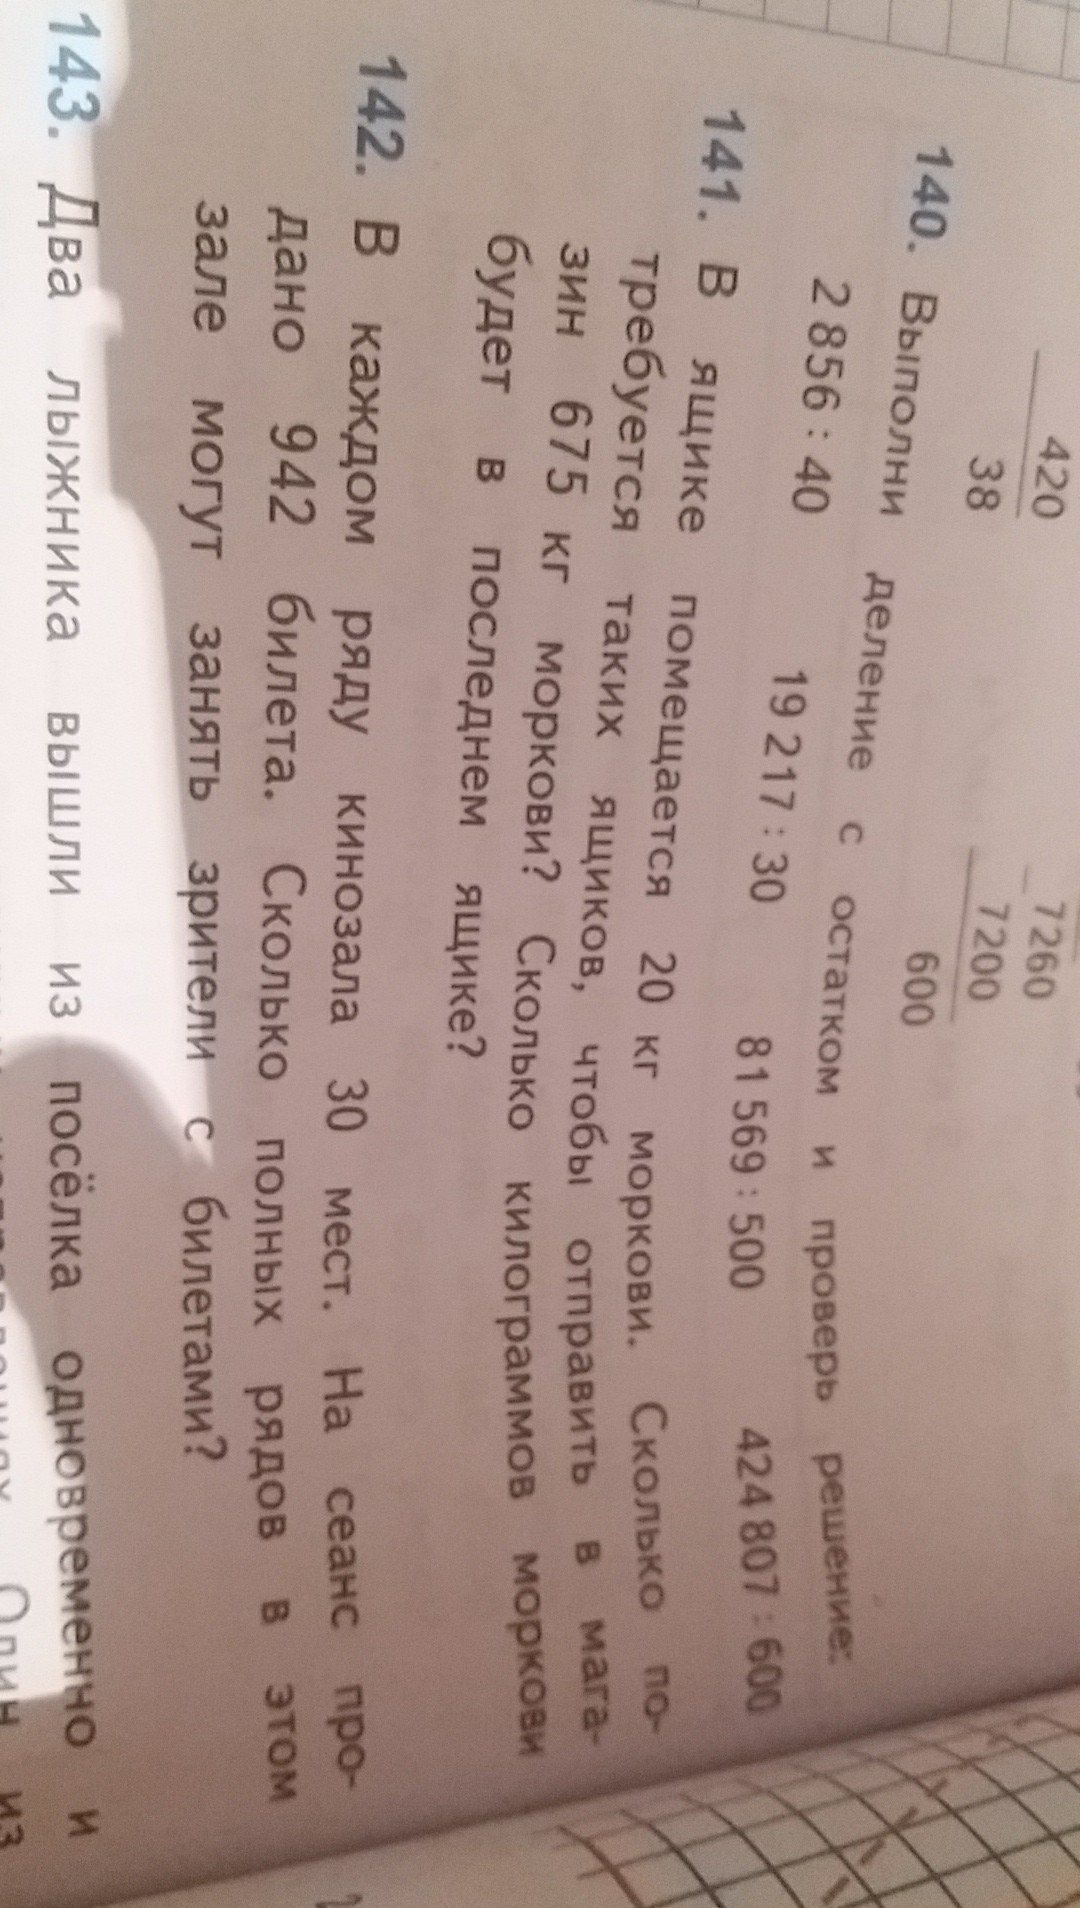 420
38
7260
7200
600
140. Выполни деление с остатком и проверь решение:
2 856 : 40 19 217 : 30 81 569 : 500 424 807 : 600
141. В ящике помещается 20 кг моркови. Сколько по-
требуется таких ящиков, чтобы отправить в мага-
зин 675 кг моркови? Сколько килограммов моркови
будет в последнем ящике?
142. В каждом ряду кинозала 30 мест. На сеанс про-
дано 942 билета. Сколько полных рядов в этом
зале могут занять зрители с билетами?
143. Два лыжника вышли из посёлка одновременно и
Один из